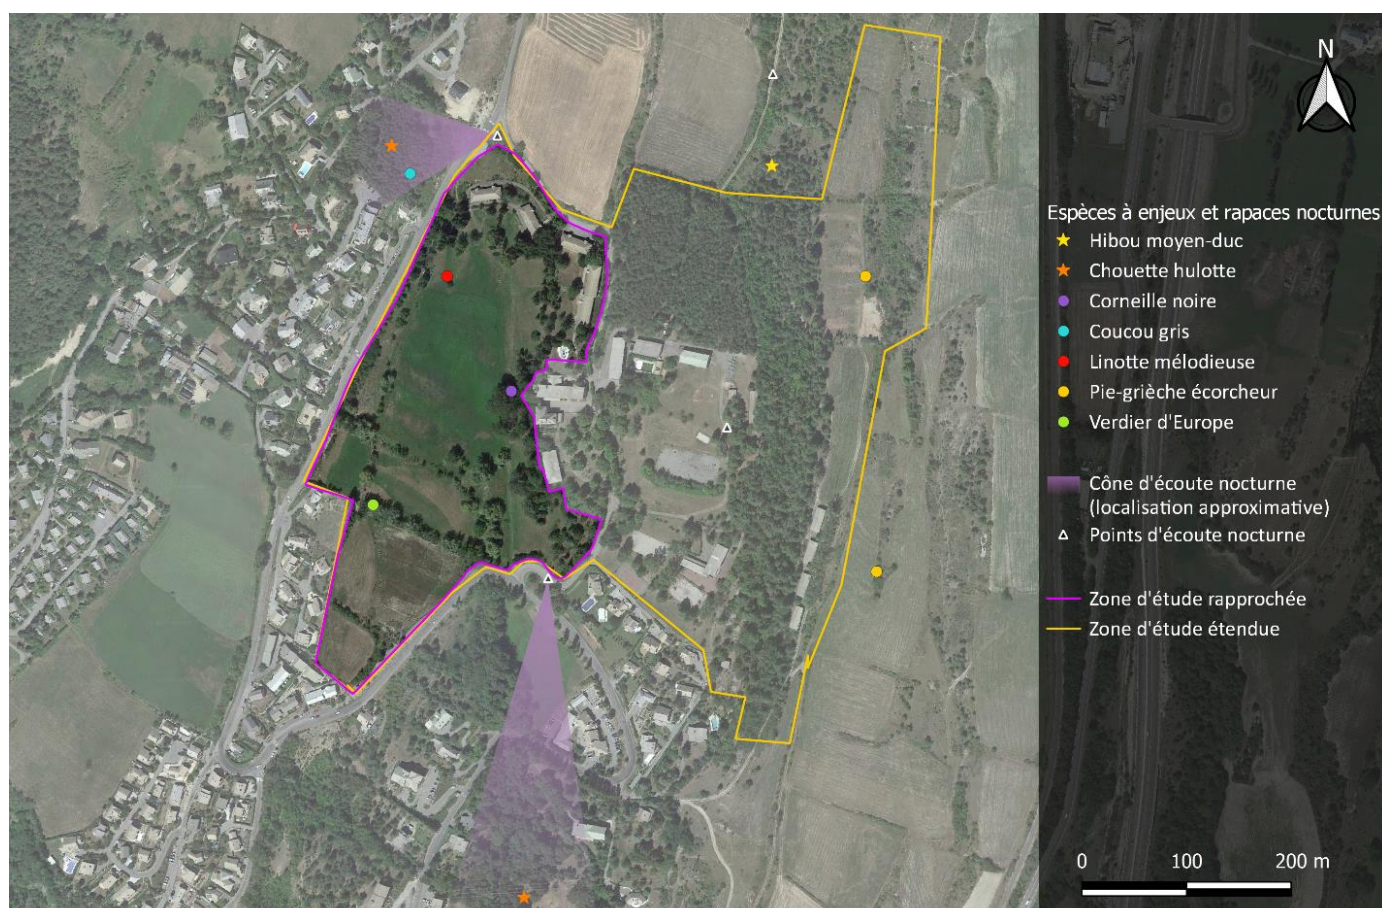 N
Espèces à enjeux et rapaces nocturnes
Hibou moyen-duc
Chouette hulotte
Corneille noire
Coucou gris
Linotte mélodieuse
Pie-grièche écorcheur
Verdier d'Europe
Cône d'écoute nocturne
(localisation approximative)
Points d'écoute nocturne
Zone d'étude rapprochée
Zone d'étude étendue
0 100 200 m